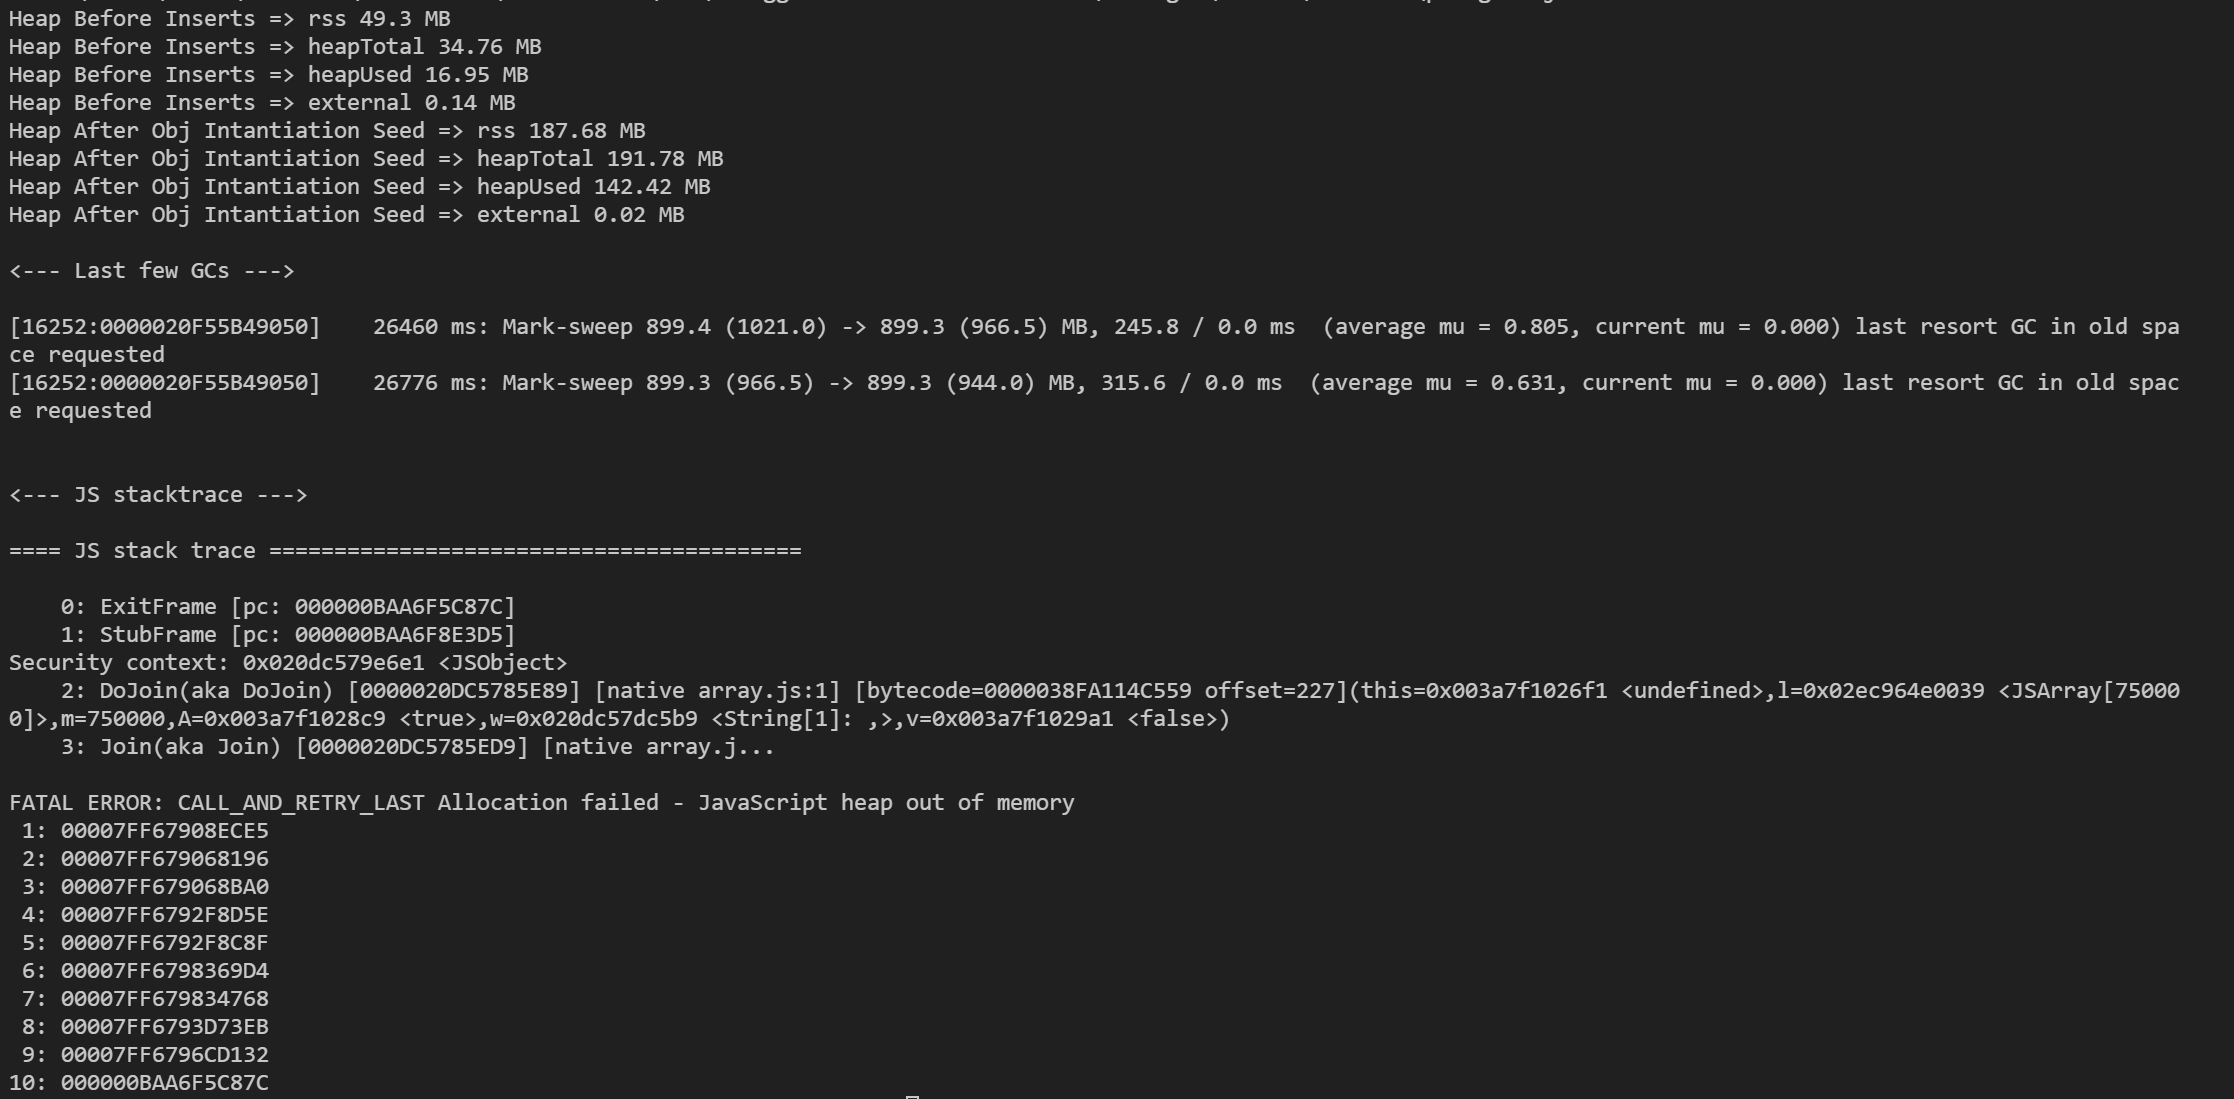 Heap Before Inserts => rss 49.3 MB
Heap Before Inserts => heapTotal 34.76 MB
Heap Before Inserts => heapUsed 16.95 MB
Heap Before Inserts => external 0.14 MB
Heap After Obj Intantiation Seed => rss 187.68 MB
Heap After Obj Intantiation Seed => heapTotal 191.78 MB
Heap After Obj Intantiation Seed => heapUsed 142.42 MB
Heap After Obj Intantiation Seed => external 0.02 MB
<--- Last few GCs --->
[16252:0000020F55B49050]    26460 ms: Mark-sweep 899.4 (1021.0) -> 899.3 (966.5) MB, 245.8 / 0.0 ms  (average mu = 0.805, current mu = 0.000) last resort GC in old spa
ce requested
[16252:0000020F55B49050]    26776 ms: Mark-sweep 899.3 (966.5) -> 899.3 (944.0) MB, 315.6 / 0.0 ms  (average mu = 0.631, current mu = 0.000) last resort GC in old spac
e requested
<--- JS stacktrace --->
==== JS stack trace =========================================
    0: ExitFrame [pc: 000000BAA6F5C87C]
    1: StubFrame [pc: 000000BAA6F8E3D5]
Security context: 0x020dc579e6e1 <JSObject>
    2: DoJoin(aka DoJoin) [0000020DC5785E89] [native array.js:1] [bytecode=0000038FA114C559 offset=227](this=0x003a7f1026f1 <undefined>,l=0x02ec964e0039 <JSArray[75000
0]>,m=750000,A=0x003a7f1028c9 <true>,w=0x020dc57dc5b9 <String[1]: ,>,v=0x003a7f1029a1 <false>)
    3: Join(aka Join) [0000020DC5785ED9] [native array.j...
FATAL ERROR: CALL_AND_RETRY_LAST Allocation failed - JavaScript heap out of memory
 1: 00007FF67908ECE5
 2: 00007FF679068196
 3: 00007FF679068BA0
 4: 00007FF6792F8D5E
 5: 00007FF6792F8C8F
 6: 00007FF6798369D4
 7: 00007FF679834768
 8: 00007FF6793D73EB
 9: 00007FF6796CD132
10: 000000BAA6F5C87C